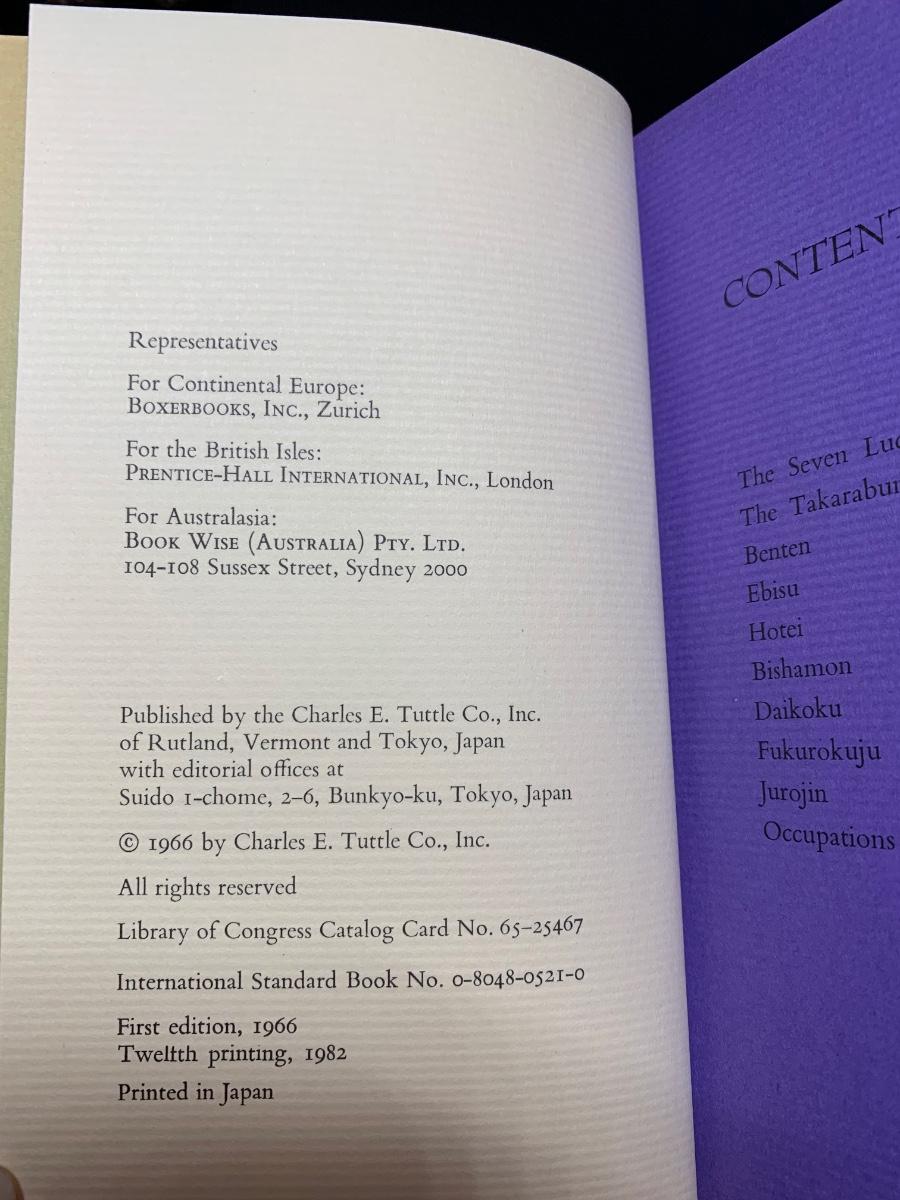 Representatives
For Continental Europe:
BOXERBOOKS, INC., Zurich
For the British Isles:
PRENTICE-HALL INTERNATIONAL, INC., London
For Australasia:
BOOK WISE (AUSTRALIA) PTY. LTD.
104-108 Sussex Street, Sydney 2000
Published by the Charles E. Tuttle Co., Inc.
of Rutland, Vermont and Tokyo, Japan
with editorial offices at
Suido 1-chome, 2–6, Bunkyo-ku, Tokyo, Japan
© 1966 by Charles E. Tuttle Co., Inc.
All rights reserved
Library of Congress Catalog Card No. 65–25467
International Standard Book No. 0-8048-0521-0
First edition, 1966
Twelfth printing, 1982
Printed in Japan
CONTENT
The Seven
The
Benten
Ebisu
Hotei
Bishamon
Daikoku
Fukurokuju
Jurojin
Occupations